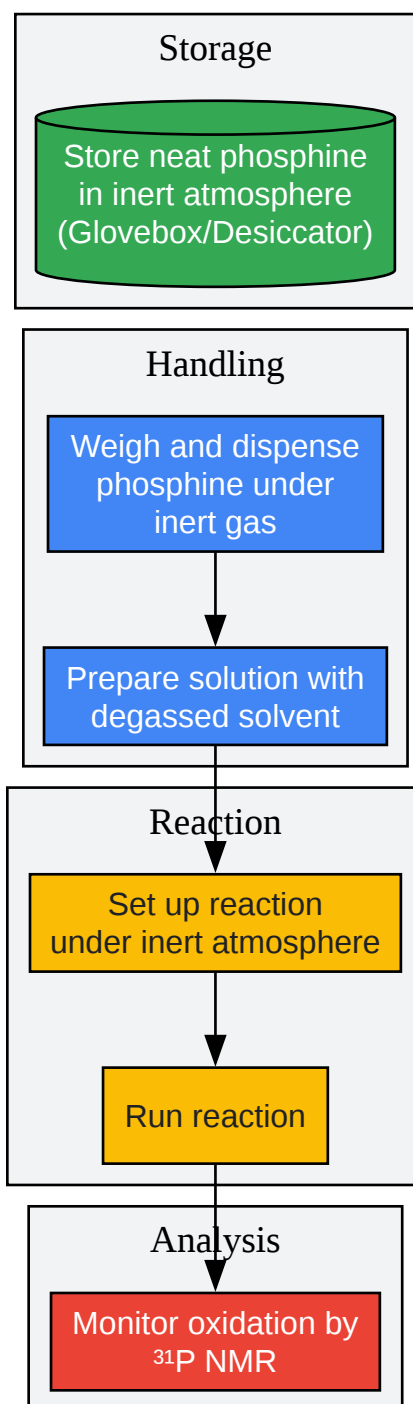 Storage
Store neat phosphine
in inert atmosphere
(Glovebox/Desiccator)
Handling
Weigh and dispense
phosphine under
inert gas
Prepare solution with
degassed solvent
Reaction
Set up reaction
under inert atmosphere
Run reaction
Analysis
Monitor oxidation by
³¹P NMR